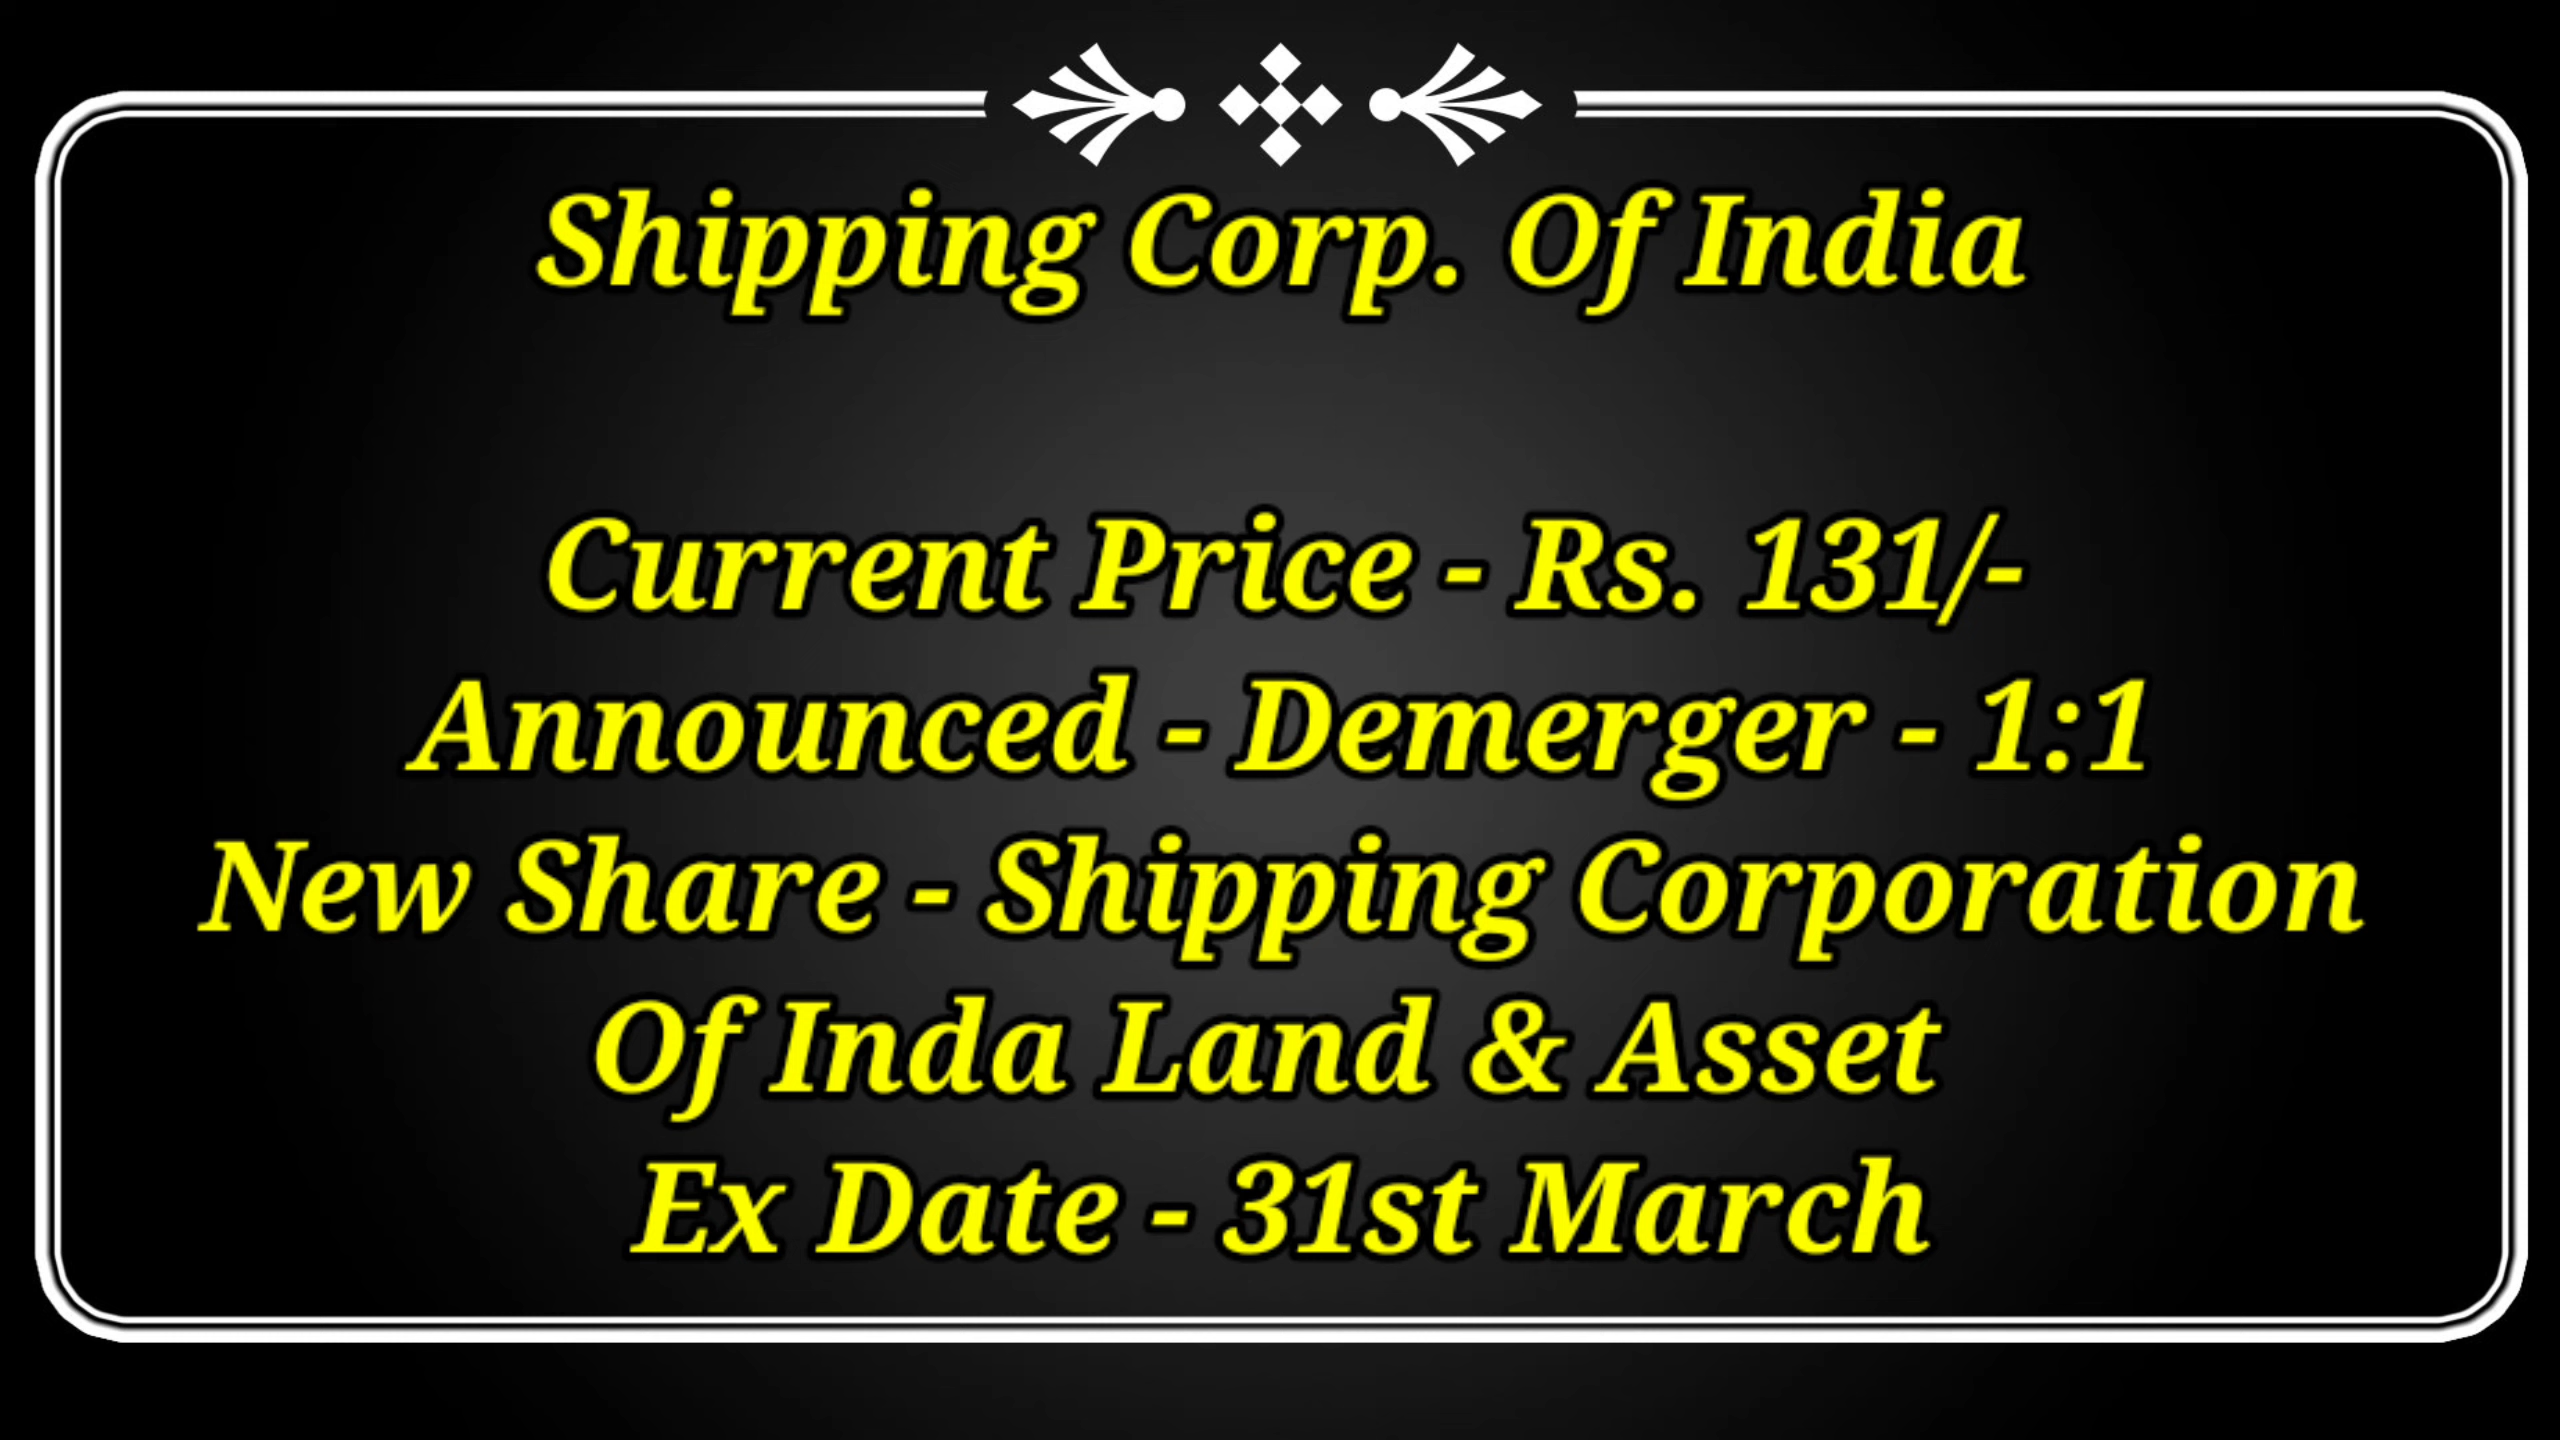 Shipping Corp. Of India
Current Price - Rs. 131/-
Announced - Demerger - 1:1
New Share - Shipping Corporation
Of Inda Land & Asset
Ex Date - 31st March